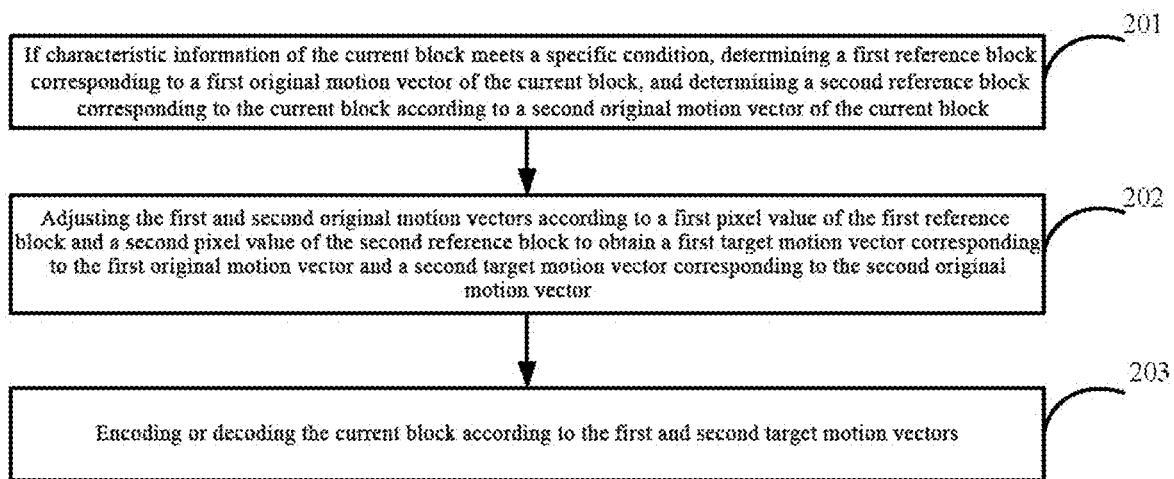 201
If characteristic information of the current block meets a specific condition, determining a first reference block
corresponding to a first original motion vector of the current block, and determining a second reference block
corresponding to the current block according to a second original motion vector of the current block
202
Adjusting the first and second original motion vectors according to a first pixel value of the first reference
block and a second pixel value of the second reference block to obtain a first target motion vector corresponding
to the first original motion vector and a second target motion vector corresponding to the second original
motion vector
203
Encoding or decoding the current block according to the first and second target motion vectors